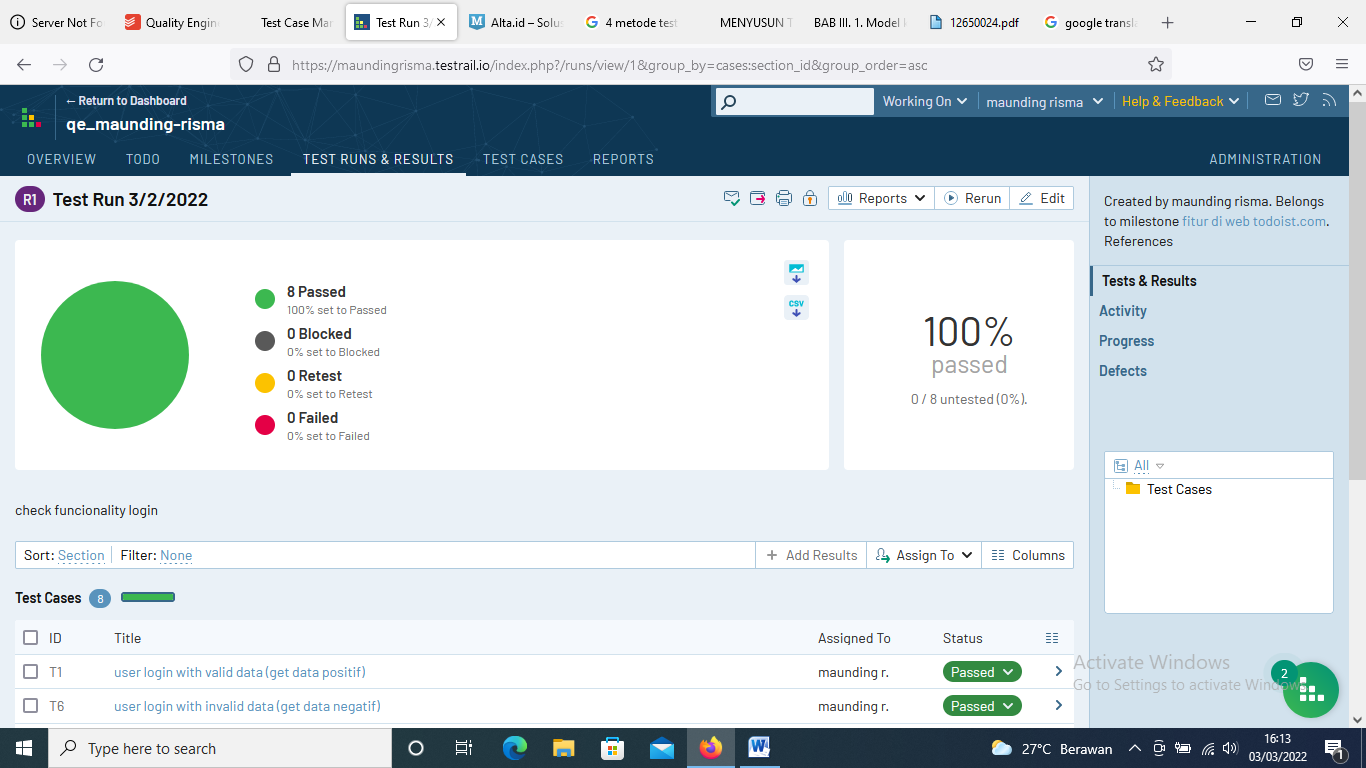 Server Not Fo
Quality Engin
Test Case Man
Test Run 3/
Alta.id – Solus
4 metode test
MENYUSUN T
BAB III. 1. Model
12650024.pdf
google transla
https://maundingrisma.testrail.io/index.php?/runs/view/1&group_by=cases:section_id&group_order=asc
← Return to Dashboard
qe_maunding-risma
Working On
maunding risma
Help & Feedback
OVERVIEW TODO MILESTONES TEST RUNS & RESULTS TEST CASES REPORTS ADMINISTRATION
R1 Test Run 3/2/2022
Reports Rerun Edit
8 Passed
100% set to Passed
0 Blocked
0% set to Blocked
0 Retest
0% set to Retest
0 Failed
0% set to Failed
CSV
100%
passed
0 / 8 untested (0%).
check funcionality login
Sort: Section Filter: None
+ Add Results Assign To Columns
Test Cases 8
ID Title Assigned To Status
T1 user login with valid data (get data positif) maunding r. Passed
T6 user login with invalid data (get data negatif) maunding r. Passed
Created by maunding risma. Belongs
to milestone fitur di web todoist.com.
References
Tests & Results
Activity
Progress
Defects
All
Test Cases
Activate Windows
Go to Settings to activate Windows.
2
Type here to search
W
27°C Berawan
16:13
03/03/2022
1